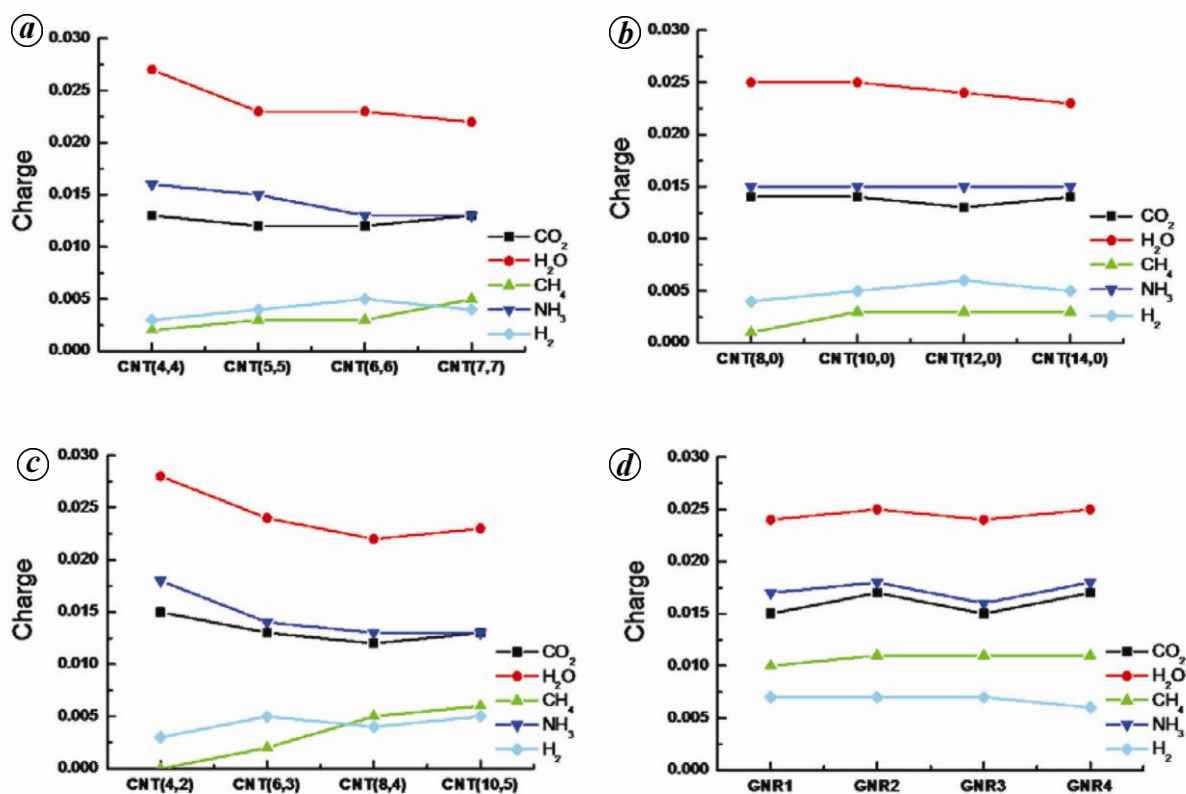 a
0.030
0.025
0.020
0.015
0.010
0.005
0.000
Charge
CO₂
H₂O
CH₄
NH₃
H₂
CNT(4,4) CNT(5,5) CNT(6,6) CNT(7,7)
b
0.030
0.025
0.020
0.015
0.010
0.005
0.000
Charge
CO₂
H₂O
CH₄
NH₃
H₂
CNT(8,0) CNT(10,0) CNT(12,0) CNT(14,0)
c
0.030
0.025
0.020
0.015
0.010
0.005
0.000
Charge
CO₂
H₂O
CH₄
NH₃
H₂
CNT(4,2) CNT(6,3) CNT(8,4) CNT(10,5)
d
0.030
0.025
0.020
0.015
0.010
0.005
0.000
Charge
CO₂
H₂O
CH₄
NH₃
H₂
GNR1 GNR2 GNR3 GNR4